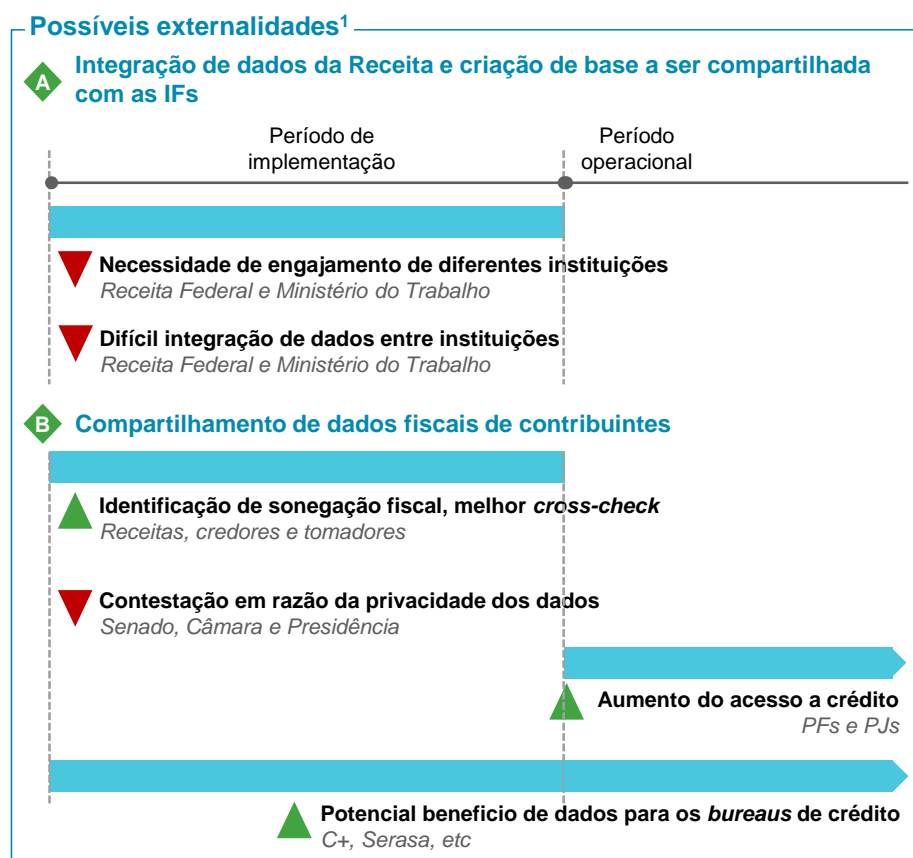 Possíveis externalidades¹
A
Integração de dados da Receita e criação de base a ser compartilhada
com as IFs
Período de
implementação
Período
operacional
Necessidade de engajamento de diferentes instituições
Receita Federal e Ministério do Trabalho
Difícil integração de dados entre instituições
Receita Federal e Ministério do Trabalho
B
Compartilhamento de dados fiscais de contribuintes
Identificação de sonegação fiscal, melhor cross-check
Receitas, credores e tomadores
Contestação em razão da privacidade dos dados
Senado, Câmara e Presidência
Aumento do acesso a crédito
PFs e PJs
Potencial beneficio de dados para os bureaus de crédito
C+, Serasa, etc